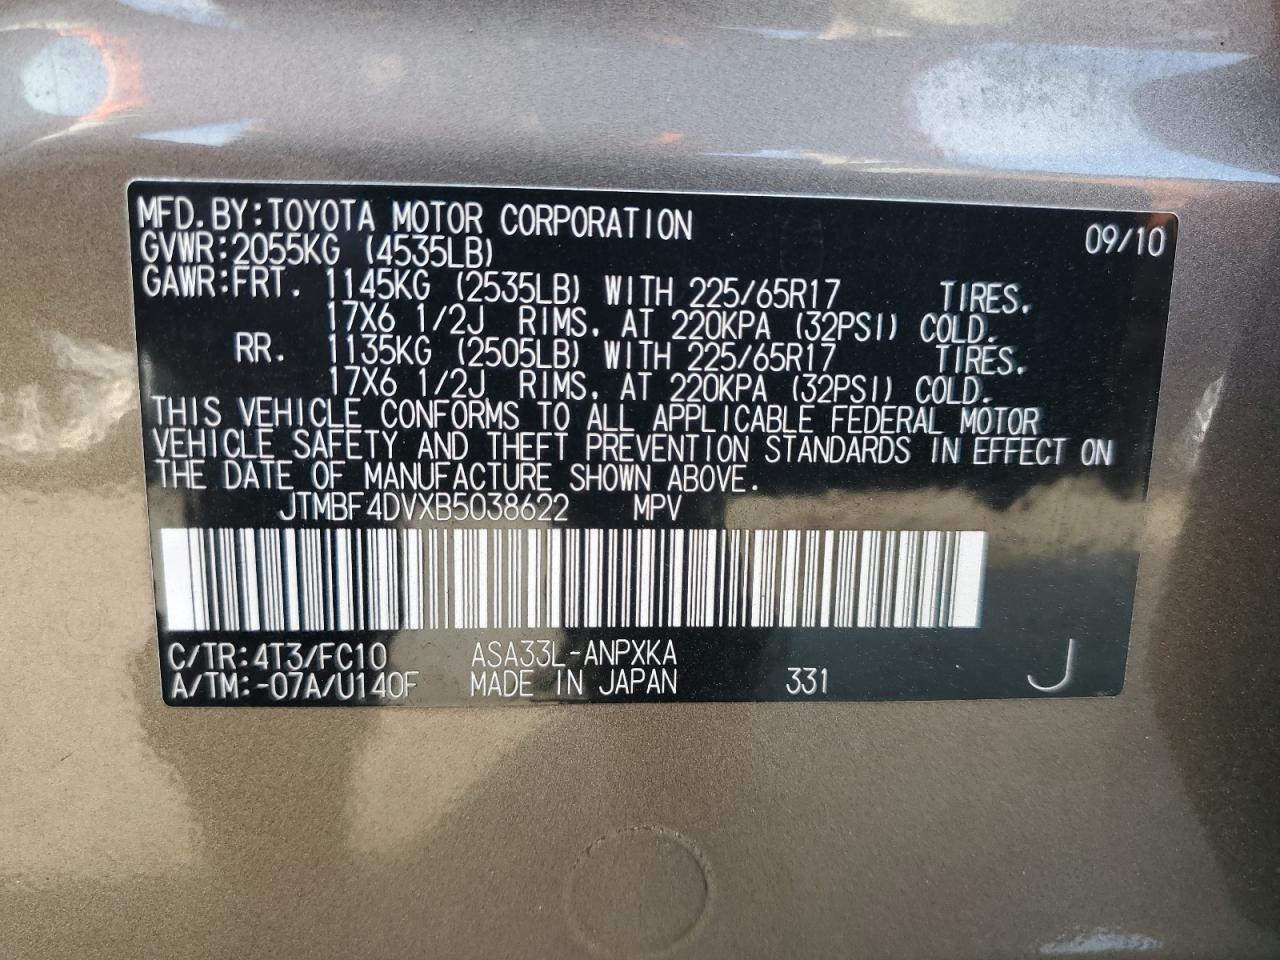 MFD.BY:TOYOTA MOTOR CORPORATION 09/10
GVWR:2055KG (4535LB)
GAWR:FRT. 1145KG (2535LB) WITH 225/65R17 TIRES.
17X6 1/2J RIMS, AT 220KPA (32PSI) COLD.
RR. 1135KG (2505LB) WITH 225/65R17 TIRES.
17X6 1/2J RIMS, AT 220KPA (32PSI) COLD.
THIS VEHICLE CONFORMS TO ALL APPLICABLE FEDERAL MOTOR
VEHICLE SAFETY AND THEFT PREVENTION STANDARDS IN EFFECT ON
THE DATE OF MANUFACTURE SHOWN ABOVE.
JTMBF4DVXB5038622 MPV
C/TR:4T3/FC10 ASA33L-ANPXKA
A/TM:-07A/U140F MADE IN JAPAN 331 J